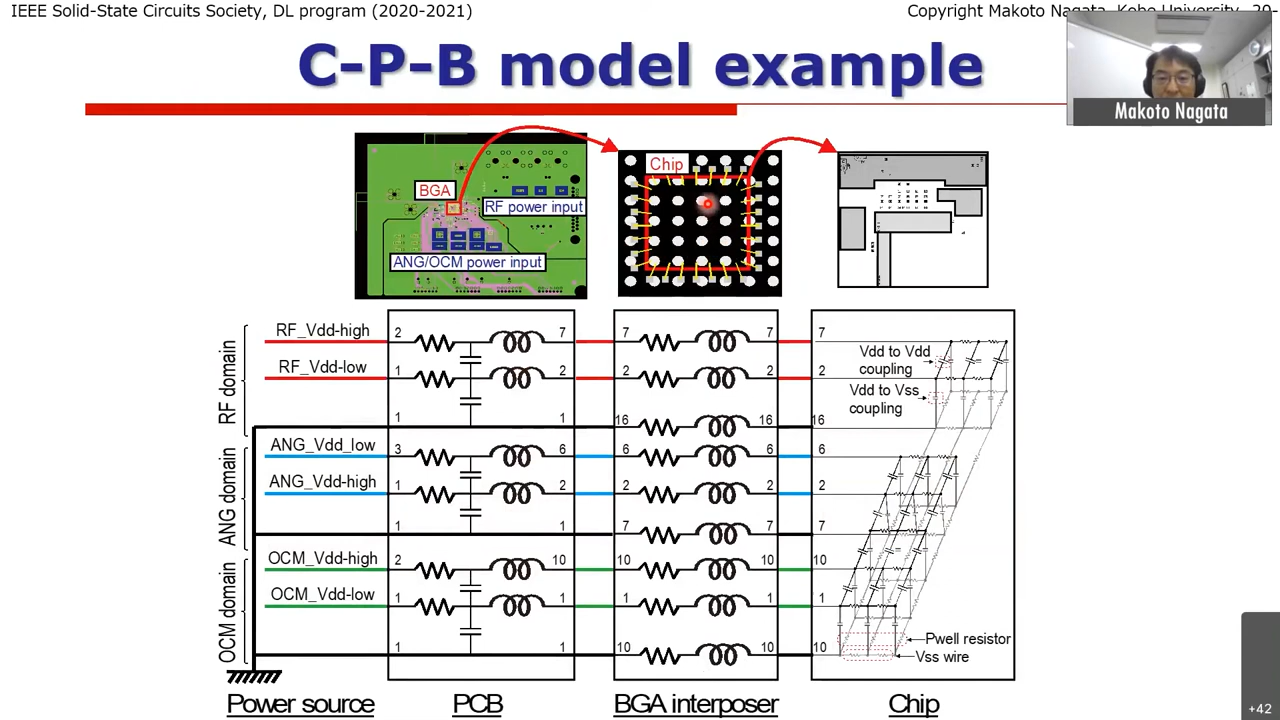 IEEE Solid-State Circuits Society, DL program (2020-2021)
Copyright Makoto Nagata, Kobe University, 20-
C-P-B model example
Makoto Nagata
BGA
RF power input
ANG/OCM power input
Chip
RF domain
RF_Vdd-high 2 7 7 7 7
RF_Vdd-low 1 2 2 2 2
1 1 16 16 16
ANG domain
ANG_Vdd_low 3 6 6 6 6
ANG_Vdd-high 1 2 2 2 2
1 1 7 7 7
OCM domain
OCM_Vdd-high 2 10 10 10 10
OCM_Vdd-low 1 1 1 1 1
1 1 10 10 10
Vdd to Vdd
coupling
Vdd to Vss
coupling
Pwell resistor
Vss wire
Power source
PCB
BGA interposer
Chip
+42